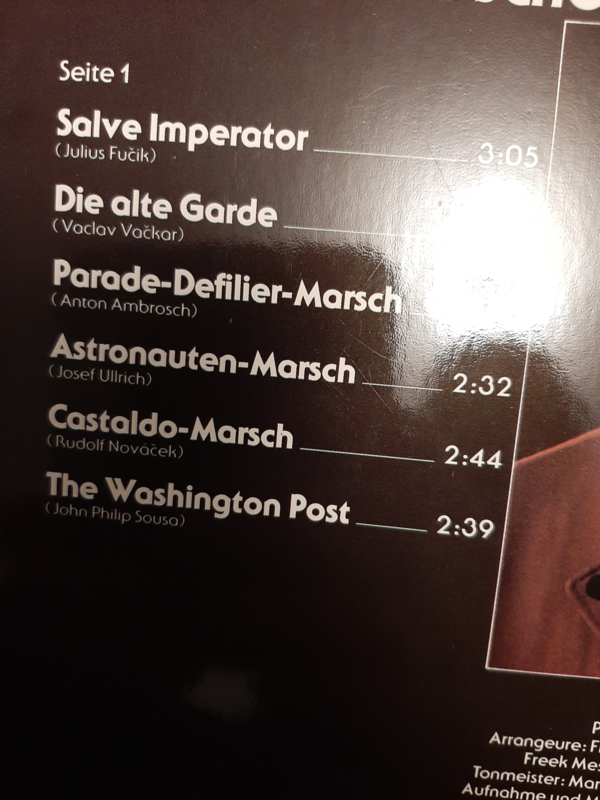 Seite 1
Salve Imperator 3:05
(Julius Fučik)
Die alte Garde
(Vaclav Vačkar)
Parade-Defilier-Marsch
(Anton Ambrosch)
Astronauten-Marsch 2:32
(Josef Ullrich)
Castaldo-Marsch 2:44
(Rudolf Nováček)
The Washington Post 2:39
(John Philip Sousa)
Arrangeure:
Freek
Tonmeister:
Aufnahme und